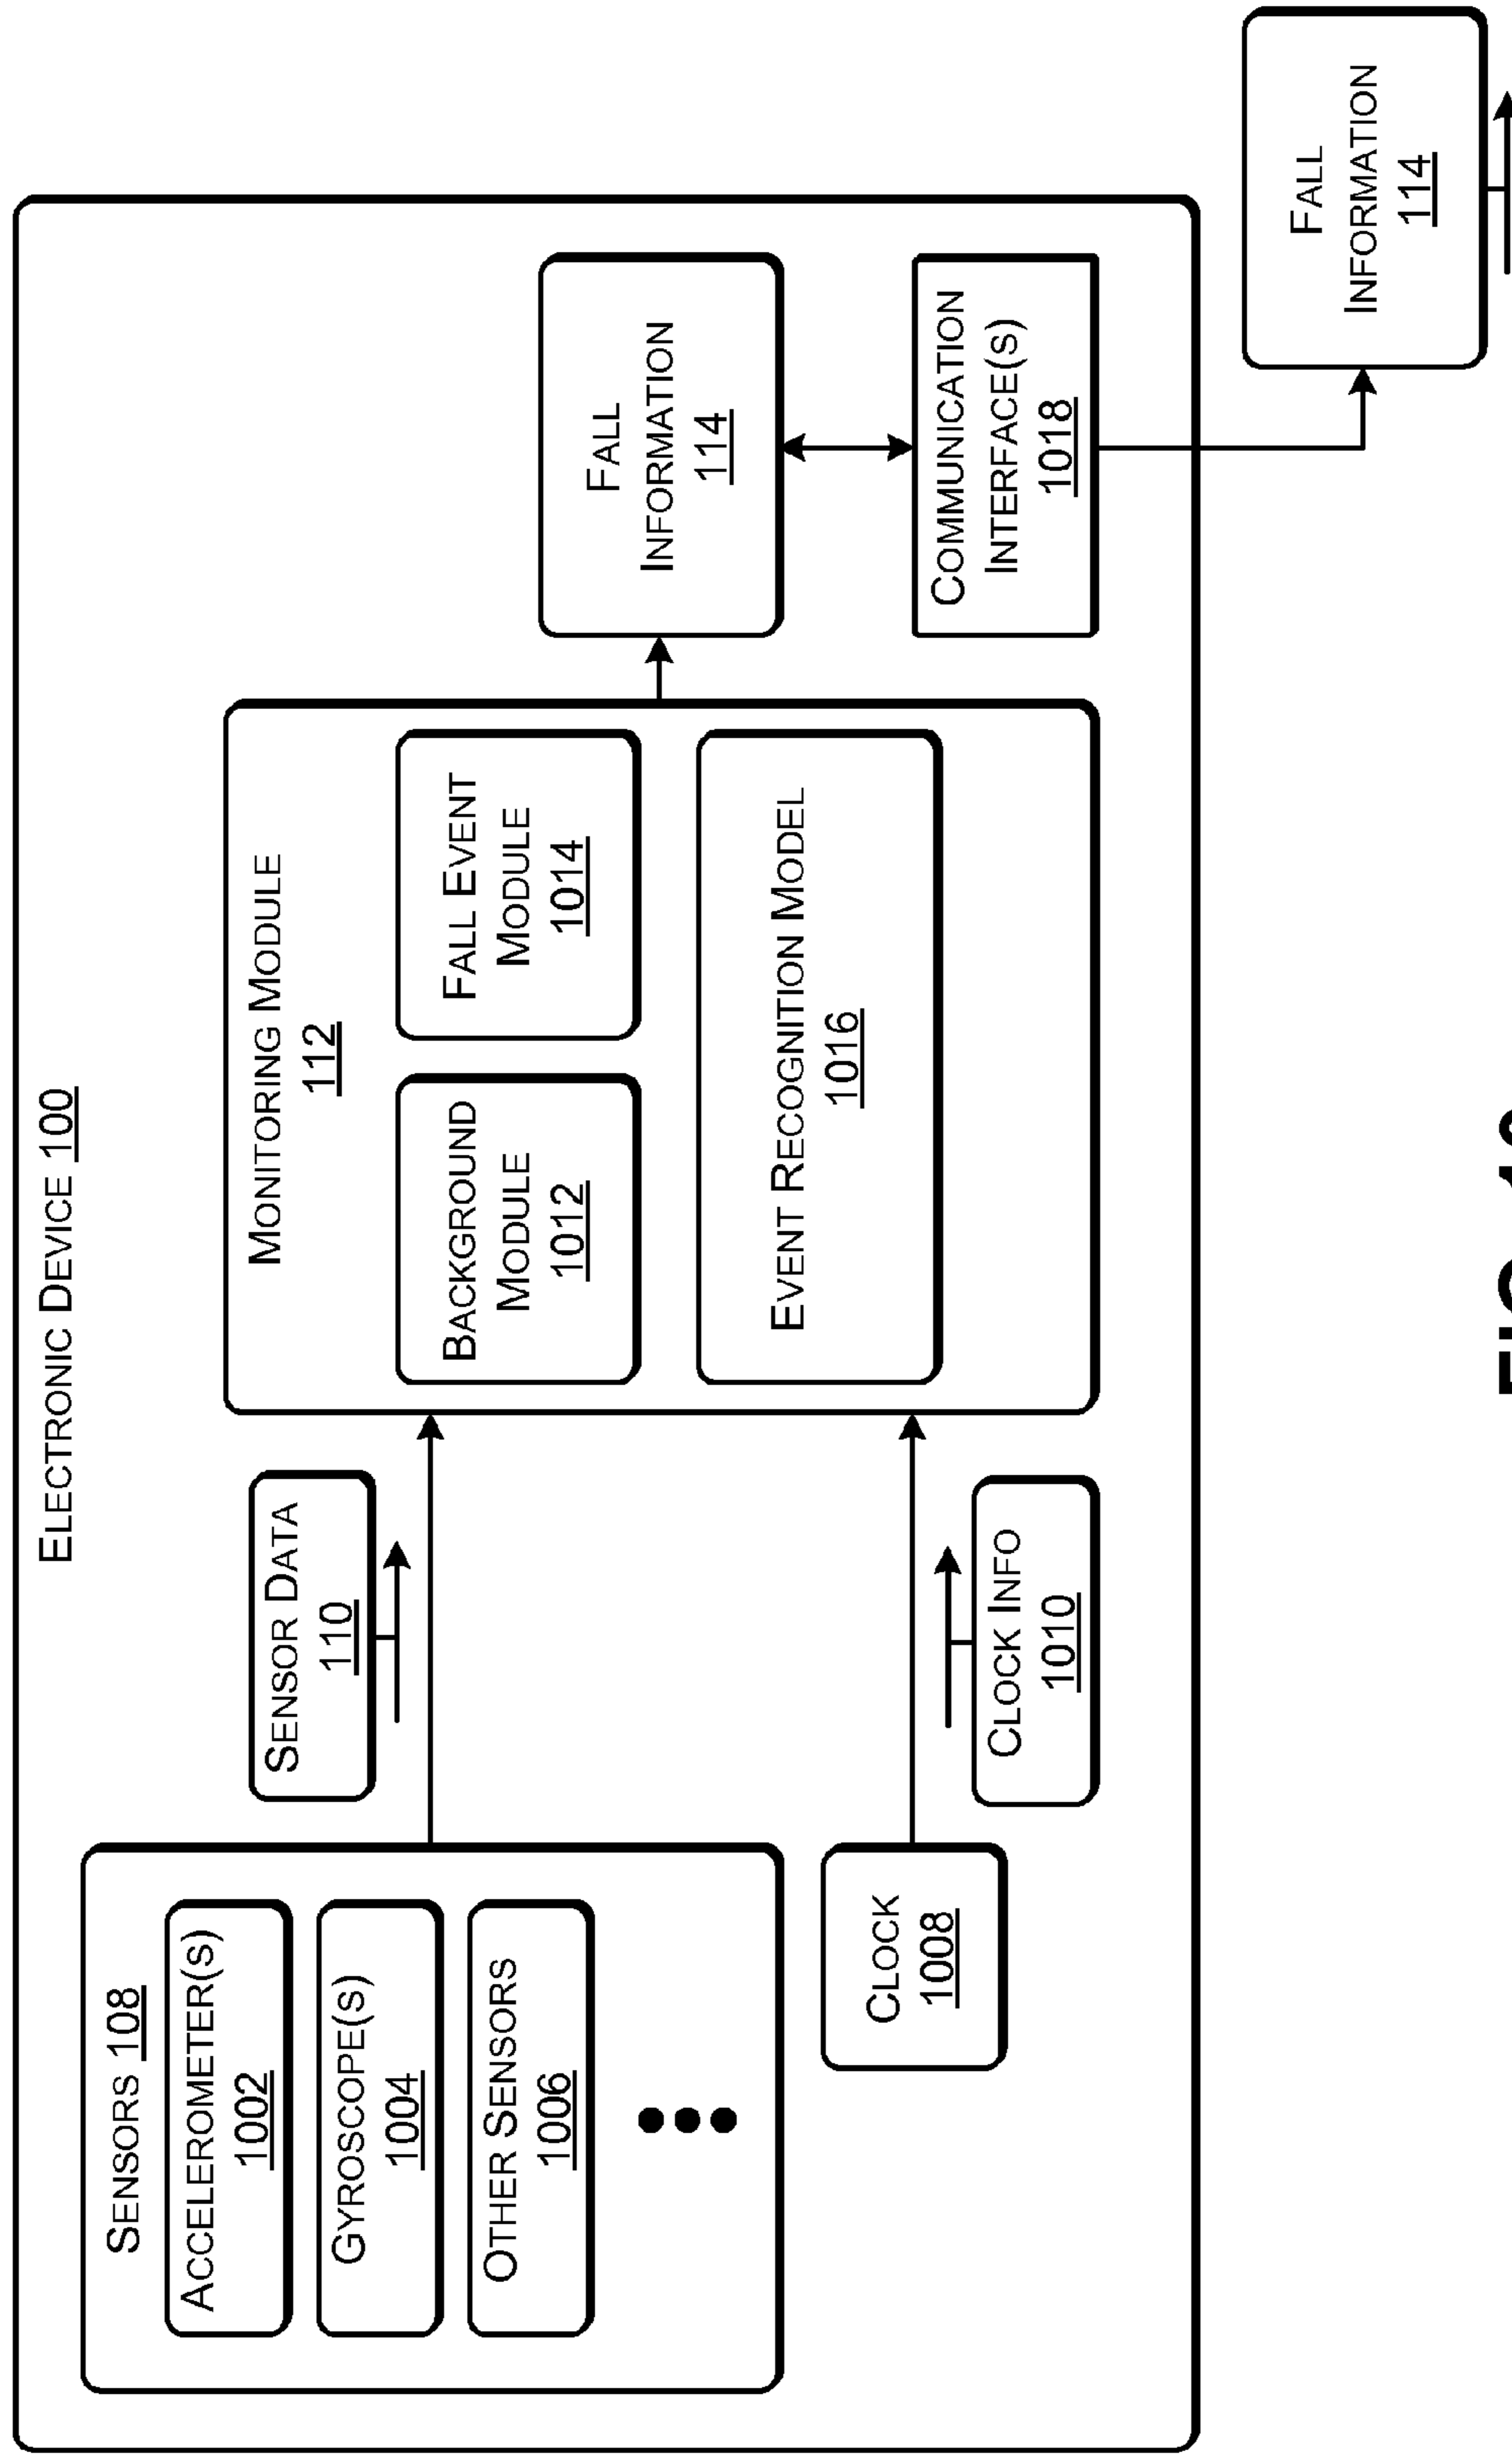 ELECTRONIC DEVICE 100
SENSORS 108
ACCELEROMETER(S)
1002
GYROSCOPE(S)
1004
OTHER SENSORS
1006
CLOCK
1008
SENSOR DATA
110
CLOCK INFO
1010
MONITORING MODULE
112
BACKGROUND
MODULE
1012
FALL EVENT
MODULE
1014
EVENT RECOGNITION MODEL
1016
FALL
INFORMATION
114
COMMUNICATION
INTERFACE(S)
1018
FALL
INFORMATION
114